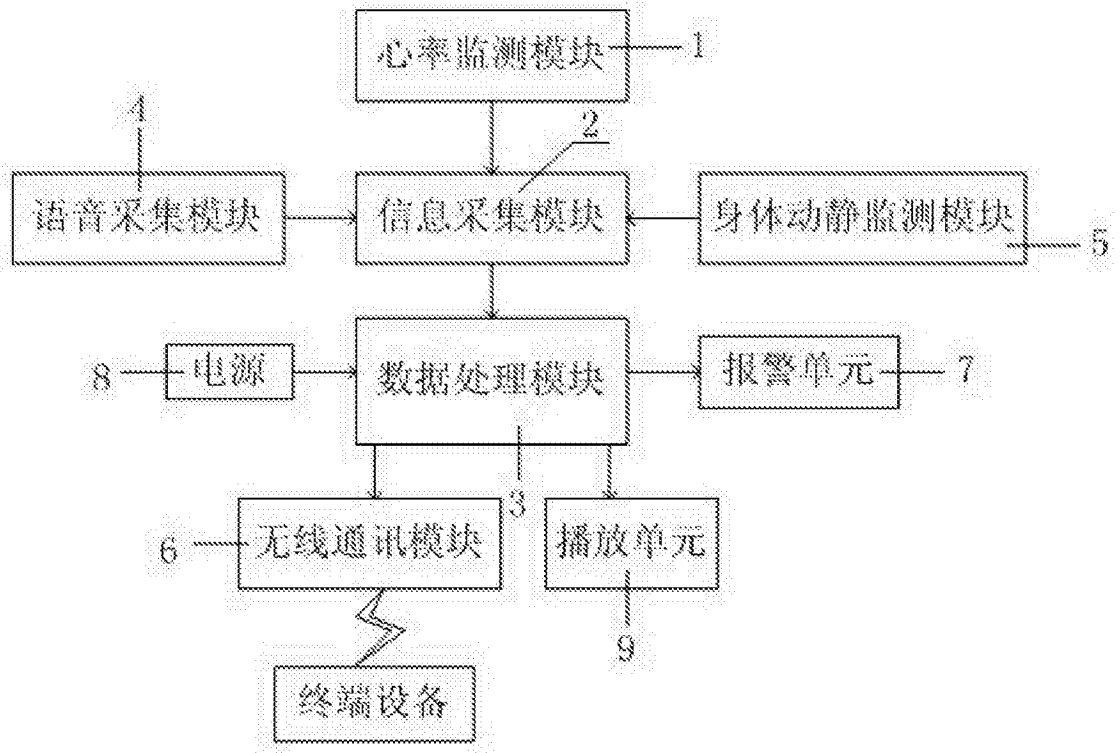 心率监测模块
1
4
2
语音采集模块
信息采集模块
身体动静监测模块
5
8
电源
数据处理模块
报警单元
7
3
6
无线通讯模块
播放单元
9
终端设备